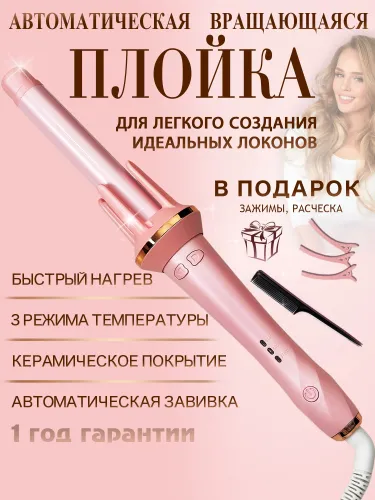 АВТОМАТИЧЕСКАЯ ВРАЩАЮЩАЯСЯ
ПЛОЙКА
ДЛЯ ЛЕГКОГО СОЗДАНИЯ
ИДЕАЛЬНЫХ ЛОКОНОВ
В ПОДАРОК
ЗАЖИМЫ, РАСЧЕСКА
БЫСТРЫЙ НАГРЕВ
3 РЕЖИМА ТЕМПЕРАТУРЫ
КЕРАМИЧЕСКОЕ ПОКРЫТИЕ
АВТОМАТИЧЕСКАЯ ЗАВИВКА
1 год гарантии